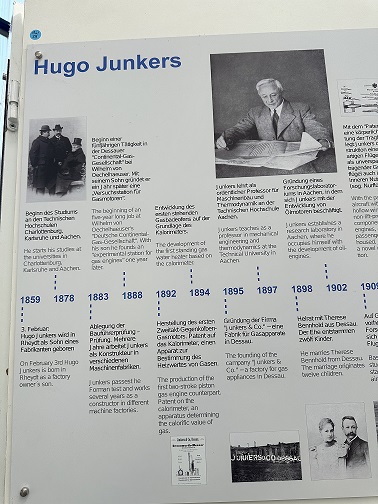 Hugo Junkers
Beginn einer
fünfjährigen Tätigkeit in
der Dessauer
"Continental-Gas-
Gesellschaft" bei
Wilhelm von
Oechelhaeuser. Mit
seinem Sohn gründet er
ein Jahr später eine
„Versuchsstation für
Gasmotoren".
The beginning of an
five-year long job at
Wilhelm von
Oechelhaeuser's
"Deutsche Continental-
Gas-Gesellschaft". With
his son he founds an
"experimental station for
gas engines" one year
later.
Beginn des Studiums
an den Technischen
Hochschulen
Charlottenburg,
Karlsruhe und Aachen.
He starts his studies at
the universities in
Charlottenburg,
Karlsruhe and Aachen.
Entwicklung des
ersten stehenden
Gasbadeofens auf der
Grundlage des
Kalorimeters.
The development of
the first standing gas
water heater based on
the calorimeter.
Junkers lehrt als
ordentlicher Professor für
Maschinenbau und
Thermodynamik an der
Technischen Hochschule
Aachen.
Junkers teaches as a
professor in mechanical
engineering and
thermodynamics at the
Technical University in
Aachen.
Gründung eines
Forschungslabor-
toriums in Aachen, in dem
sich Junkers mit der
Entwicklung von
Ölmotoren beschäftigt.
Junkers establishes a
research laboratory in
Aachen, where he
occupies himself with
the development of oil-
engines.
Mit dem "Paten
1859 1878 1883 1888 1892 1894 1895 1897 1898 1902 1909
3. Februar:
Hugo Junkers wird in
Rheydt als Sohn eines
Fabrikanten geboren.
On February 3rd Hugo
Junkers is born in
Rheydt as a factory
owner´s son.
Ablegung der
Bauführerprüfung –
Prüfung. Mehrere
Jahre arbeitet Junkers
als Konstrukteur in
verschiedenen
Maschinenfabriken.
Junkers passed he
Forman test and works
several years as a
constructor in different
machine factories.
Herstellung des ersten
Zweitakt-Gegenkolben-
Gasmotors. Patent auf
das Kalorimeter, einen
Apparat zur
Bestimmung des
Heizwertes von Gasen.
The production of the
first two-stroke piston
gas engine counterpart.
Patent on the
calorimeter, an
apparatus determining
the calorific value of
gas.
Gründung der Firma
"Junkers & Co." – eine
Fabrik für Gasapparate
in Dessau.
The founding of the
company "Junkers &
Co." – a factory for gas
appliances in Dessau.
Heirat mit Therese
Bennhold aus Dessau.
Der Ehe entstammen
zwölf Kinder.
He marries Therese
Bennhold from Dessau.
The marriage originates
twelve children.
JUNKERS & CO DESSAU